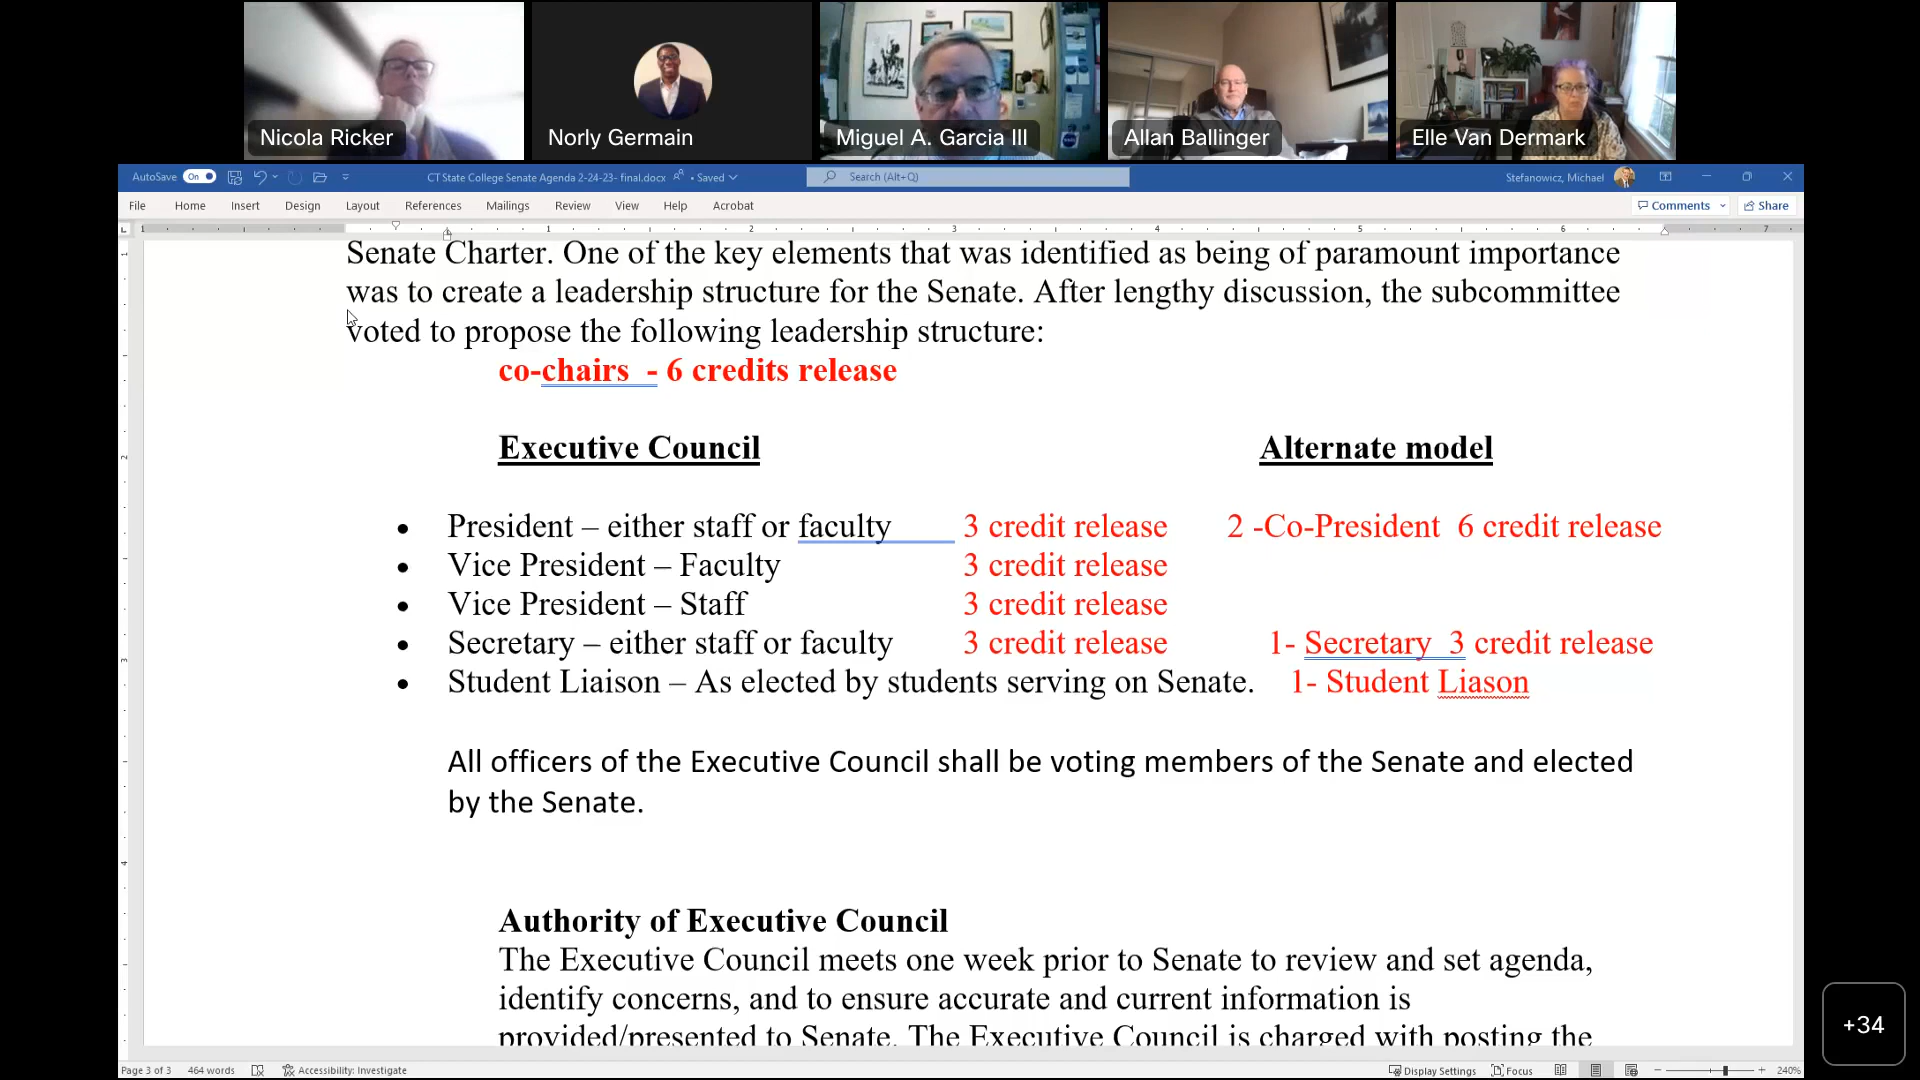 Nicola Ricker
Norly Germain
Miguel A. Garcia III
Allan Ballinger
Elle Van Dermark
AutoSave On CT State College Senate Agenda 2-24-23- final.docx • Saved Search (Alt+Q) Stefanowicz, Michael
File Home Insert Design Layout References Mailings Review View Help Acrobat Comments Share
1 1 2 3 4 5 6 7
Senate Charter. One of the key elements that was identified as being of paramount importance
was to create a leadership structure for the Senate. After lengthy discussion, the subcommittee
voted to propose the following leadership structure:
co-chairs - 6 credits release
Executive Council Alternate model
• President – either staff or faculty 3 credit release 2 -Co-President 6 credit release
• Vice President – Faculty 3 credit release
• Vice President – Staff 3 credit release
• Secretary – either staff or faculty 3 credit release 1- Secretary 3 credit release
• Student Liaison – As elected by students serving on Senate. 1- Student Liason
All officers of the Executive Council shall be voting members of the Senate and elected
by the Senate.
Authority of Executive Council
The Executive Council meets one week prior to Senate to review and set agenda,
identify concerns, and to ensure accurate and current information is
provided/presented to Senate. The Executive Council is charged with posting the
+34
Page 3 of 3 464 words Accessibility: Investigate Display Settings Focus 240%